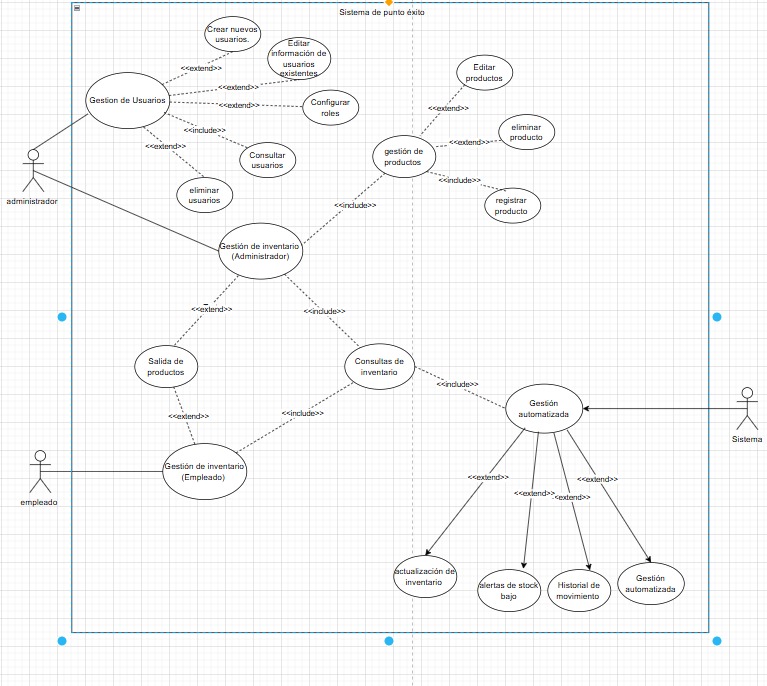 Sistema de punto éxito
Crear nuevos
usuarios.
Editar
información de
usuarios
existentes
<<extend>>
<<extend>>
Gestion de Usuarios
<<extend>>
Configurar
roles
<<include>>
<<extend>>
Consultar
usuarios
eliminar
usuarios
administrador
Editar
productos
<<extend>>
eliminar
producto
<<extend>>
gestión de
productos
<<include>>
registrar
producto
<<include>>
Gestión de inventario
(Administrador)
<<extend>>
<<include>>
Salida de
productos
Consultas de
inventario
<<include>>
<<extend>>
<<include>>
Gestión
automatizada
Sistema
Gestión de inventario
(Empleado)
empleado
<<extend>>
<<extend>>
<<extend>>
<<extend>>
actualización de
inventario
alertas de stock
bajo
Historial de
movimiento
Gestión
automatizada